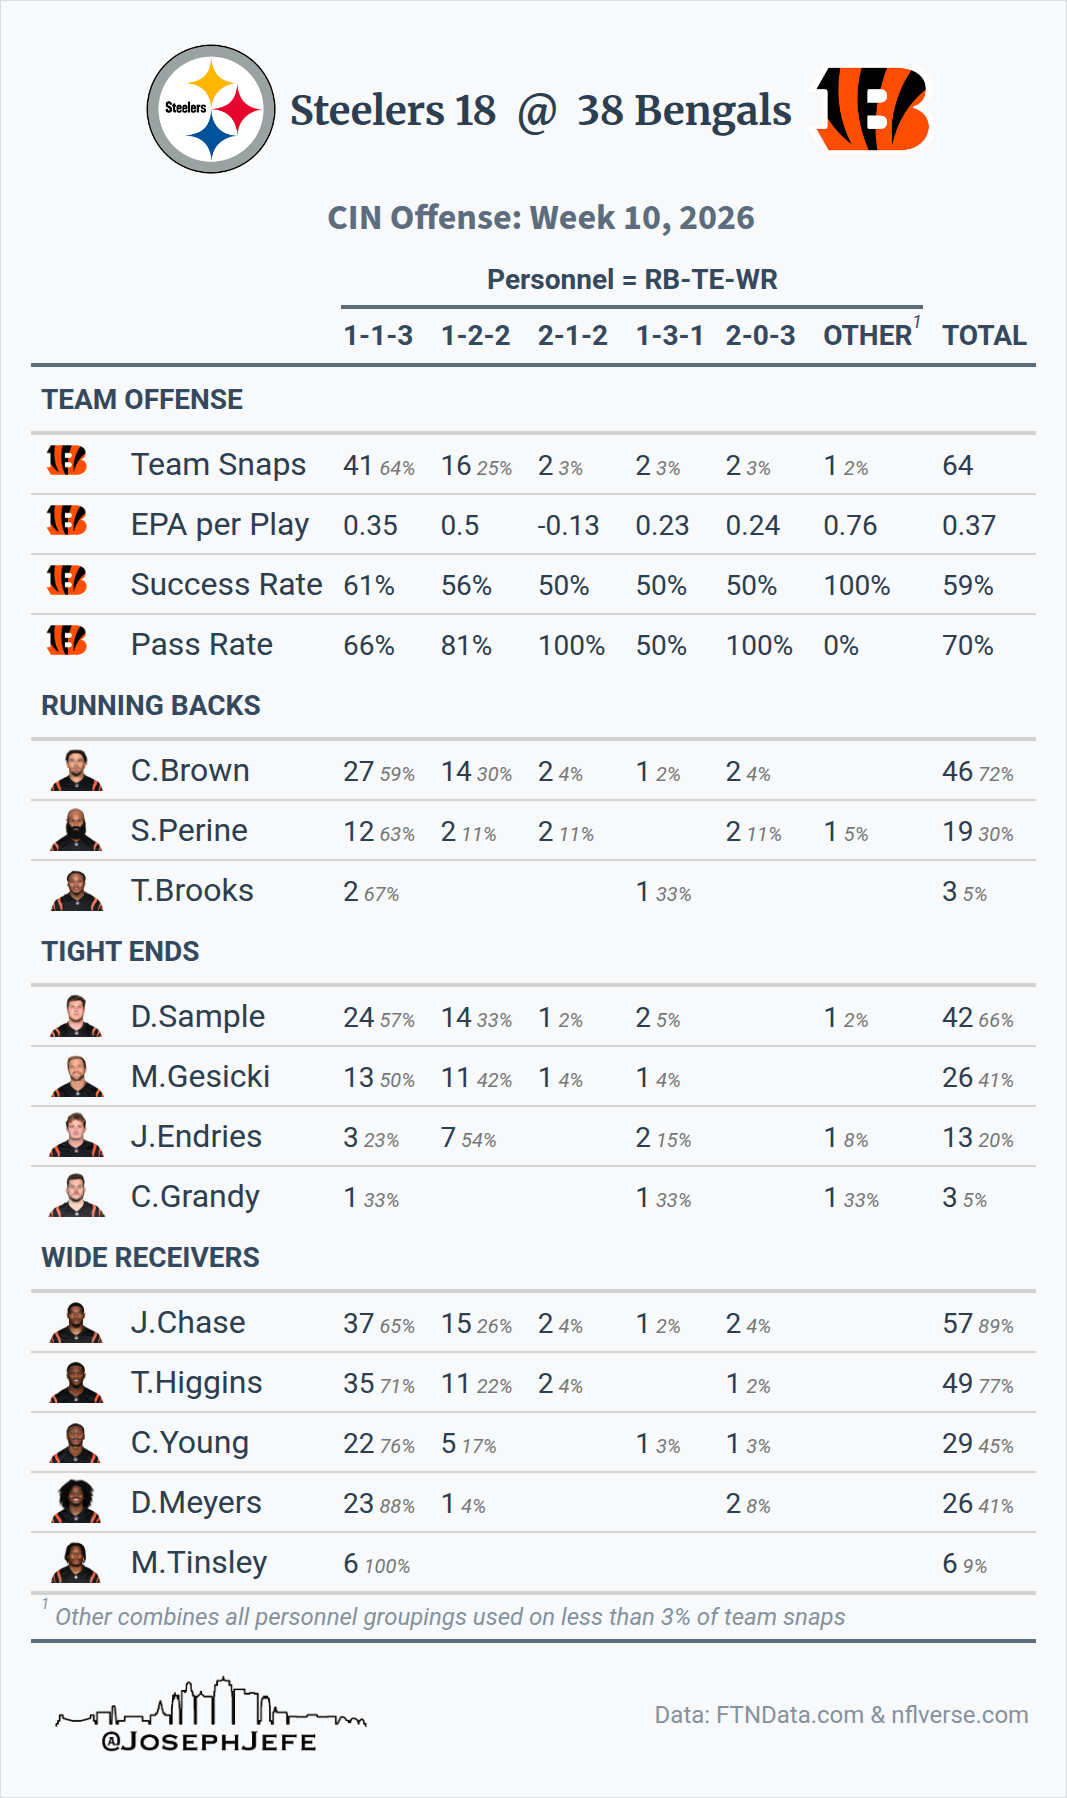 Steelers
Steelers 18 @ 38 Bengals
CIN Offense: Week 10, 2026
Personnel = RB-TE-WR
1-1-3 1-2-2 2-1-2 1-3-1 2-0-3 OTHER1 TOTAL
TEAM OFFENSE
Team Snaps 41 64% 16 25% 2 3% 2 3% 2 3% 1 2% 64
EPA per Play 0.35 0.5 -0.13 0.23 0.24 0.76 0.37
Success Rate 61% 56% 50% 50% 50% 100% 59%
Pass Rate 66% 81% 100% 50% 100% 0% 70%
RUNNING BACKS
C.Brown 27 59% 14 30% 2 4% 1 2% 2 4% 46 72%
S.Perine 12 63% 2 11% 2 11% 2 11% 1 5% 19 30%
T.Brooks 2 67% 1 33% 3 5%
TIGHT ENDS
D.Sample 24 57% 14 33% 1 2% 2 5% 1 2% 42 66%
M.Gesicki 13 50% 11 42% 1 4% 1 4% 26 41%
J.Endries 3 23% 7 54% 2 15% 1 8% 13 20%
C.Grandy 1 33% 1 33% 1 33% 3 5%
WIDE RECEIVERS
J.Chase 37 65% 15 26% 2 4% 1 2% 2 4% 57 89%
T.Higgins 35 71% 11 22% 2 4% 1 2% 49 77%
C.Young 22 76% 5 17% 1 3% 1 3% 29 45%
D.Meyers 23 88% 1 4% 2 8% 26 41%
M.Tinsley 6 100% 6 9%
1 Other combines all personnel groupings used on less than 3% of team snaps
@JOSEPHJEFE
Data: FTNData.com & nflverse.com